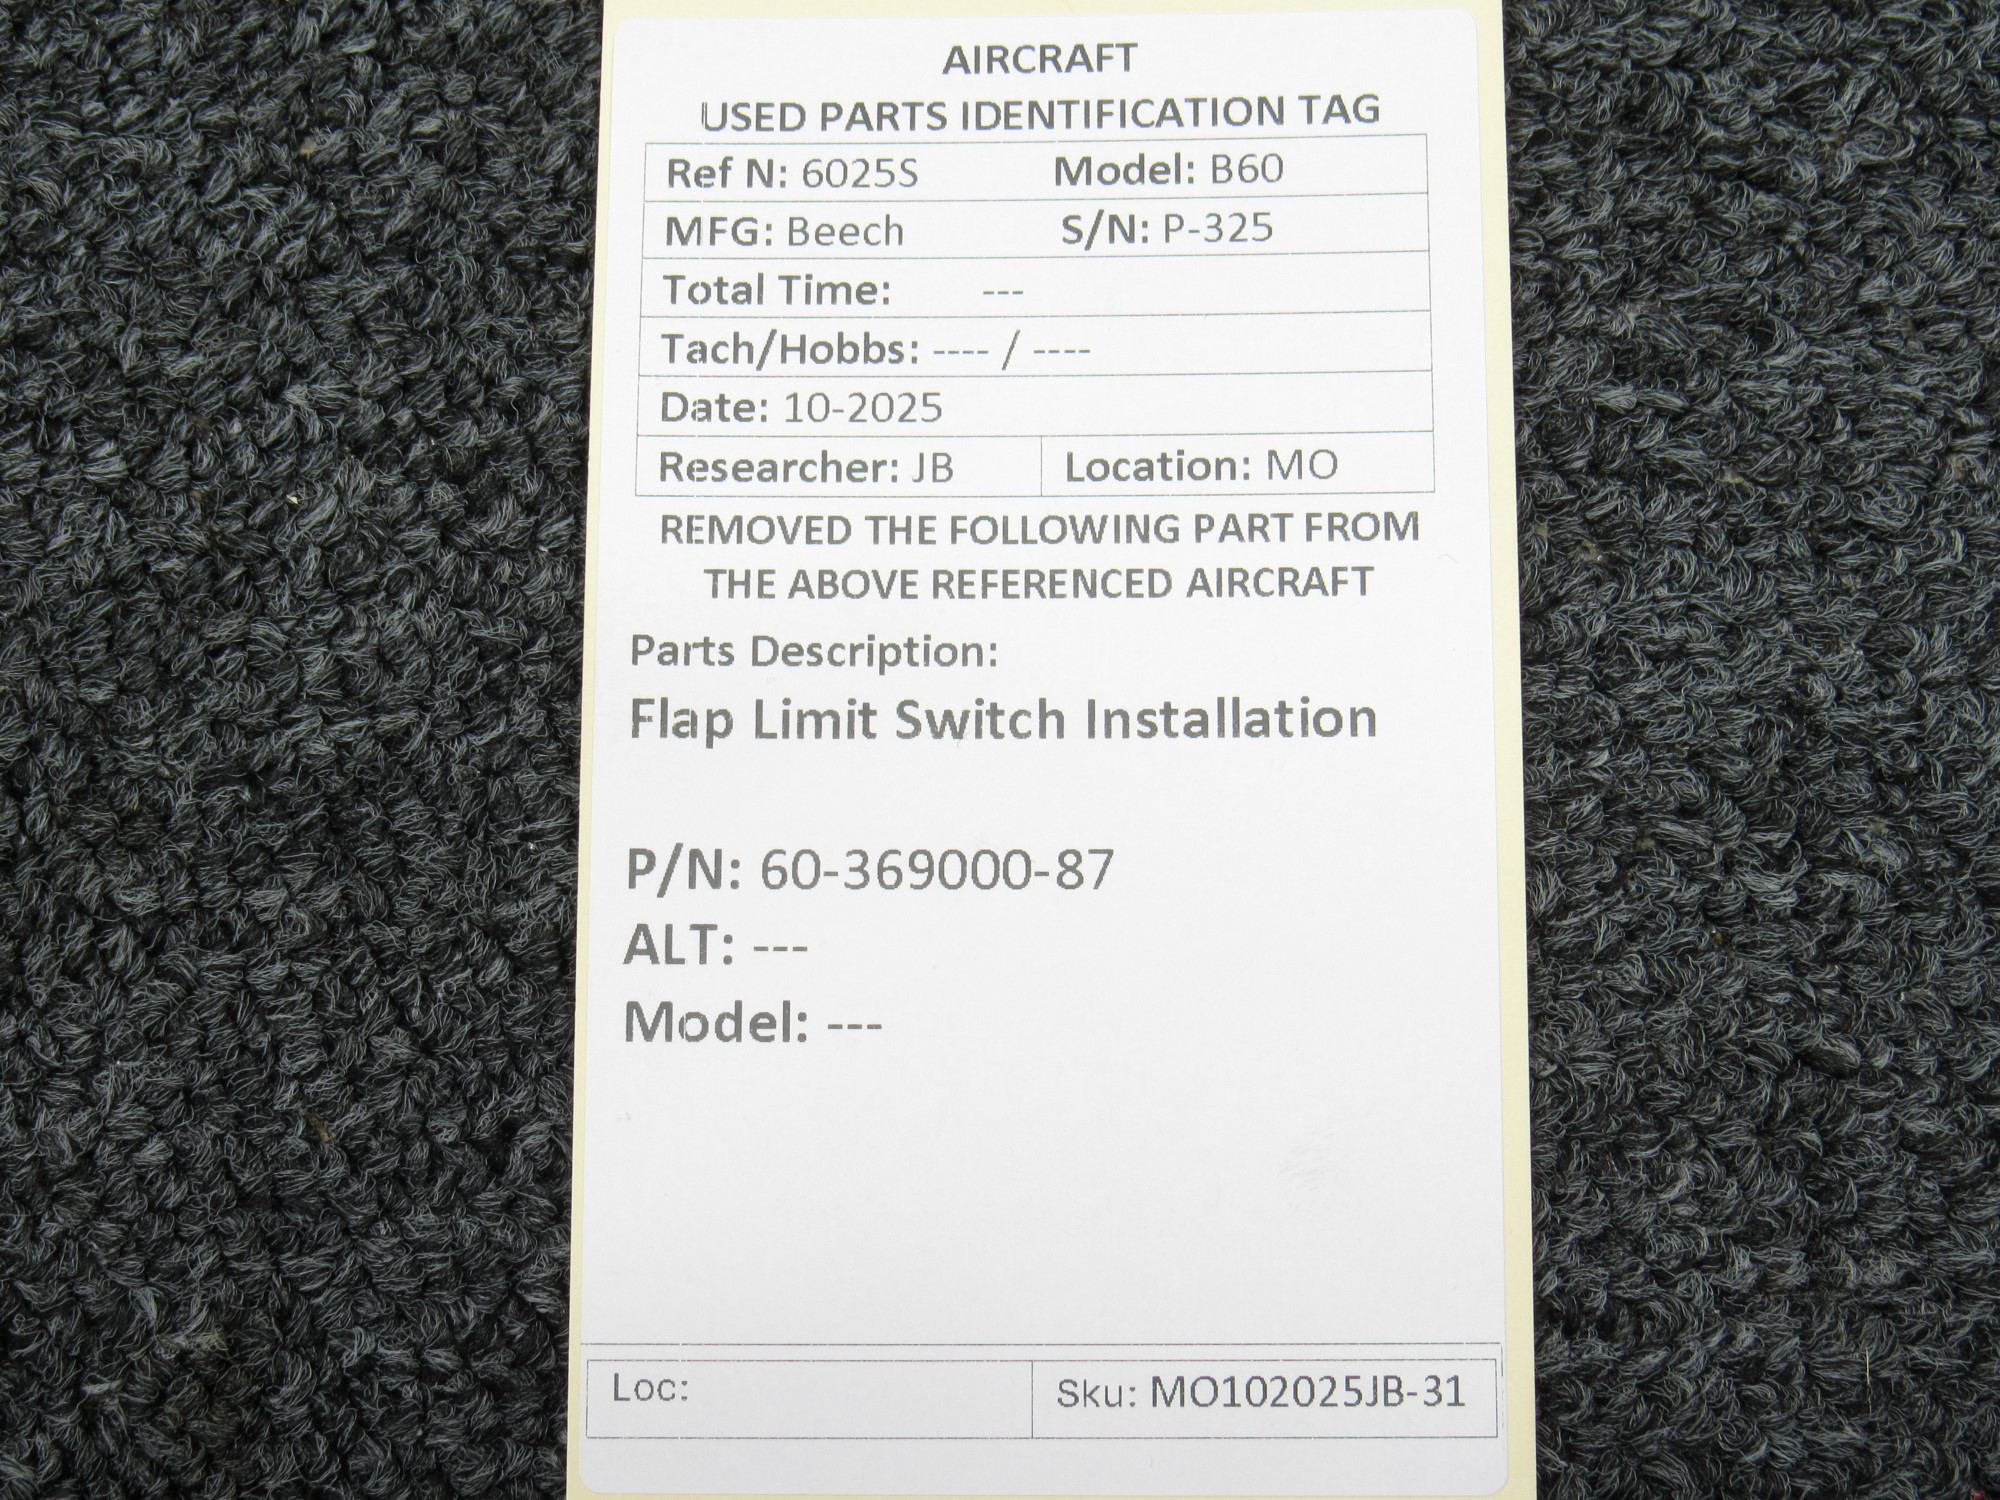 AIRCRAFT
USED PARTS IDENTIFICATION TAG
Ref N: 6025S Model: B60
MFG: Beech S/N: P-325
Total Time: ---
Tach/Hobbs: ---- / ----
Date: 10-2025
Researcher: JB Location: MO
REMOVED THE FOLLOWING PART FROM
THE ABOVE REFERENCED AIRCRAFT
Parts Description:
Flap Limit Switch Installation
P/N: 60-369000-87
ALT: ---
Model: ---
Loc: Sku: MO102025JB-31